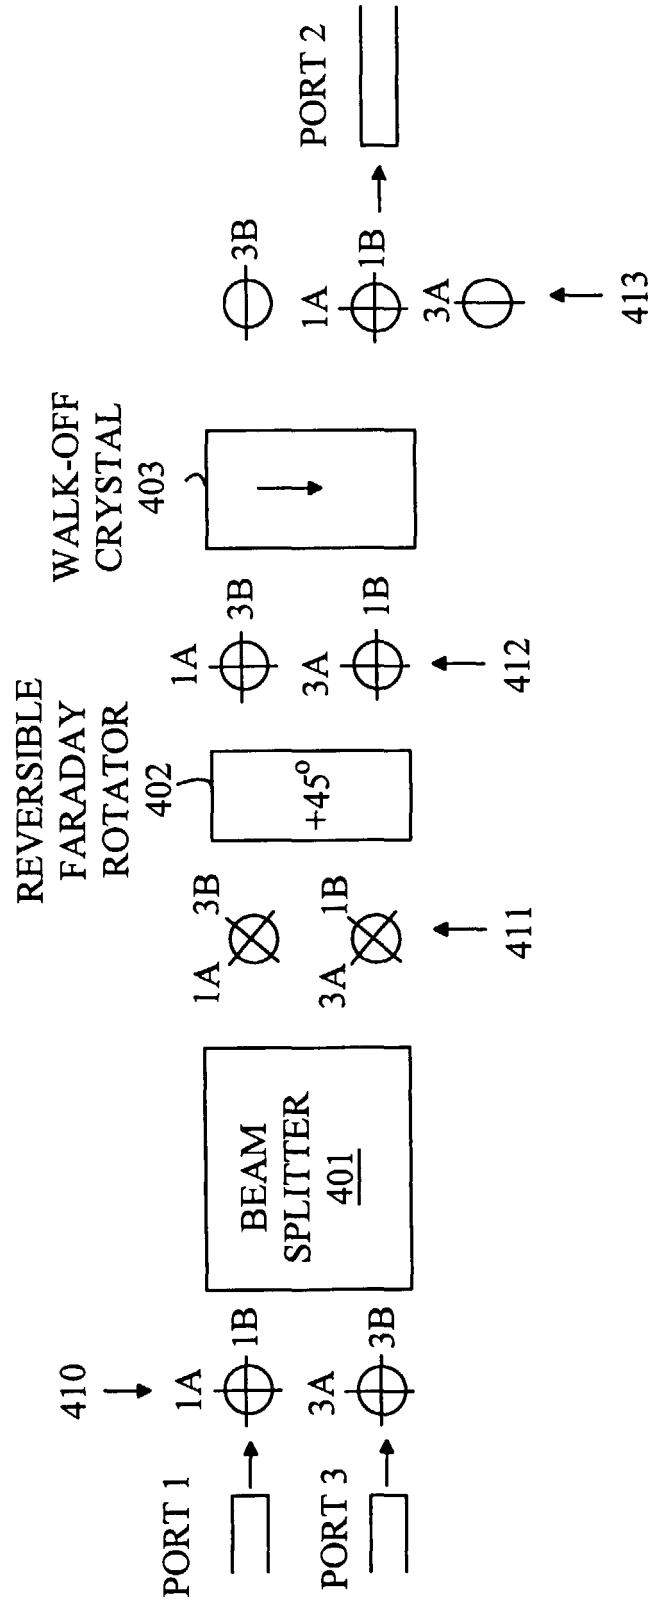 410
PORT 1
1A
1B
PORT 3
3A
3B
BEAM
SPLITTER
401
1A
3B
3A
1B
411
REVERSIBLE
FARADAY
ROTATOR
402
+45°
1A
3B
3A
1B
412
WALK-OFF
CRYSTAL
403
3B
1A
1B
3A
413
PORT 2